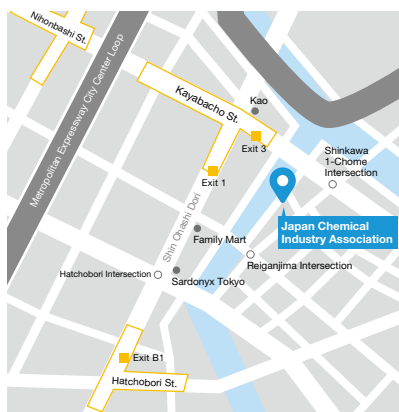 Nihonbashi St.
Metropolitan Expressway City Center Loop
Kayabacho St.
Kao
Exit 3
Shinkawa
1-Chome
Intersection
Exit 1
Japan Chemical
Industry Association
Shin Ohashi Dori
Family Mart
Reiganjima Intersection
Hatchobori Intersection
Sardonyx Tokyo
Exit B1
Hatchobori St.